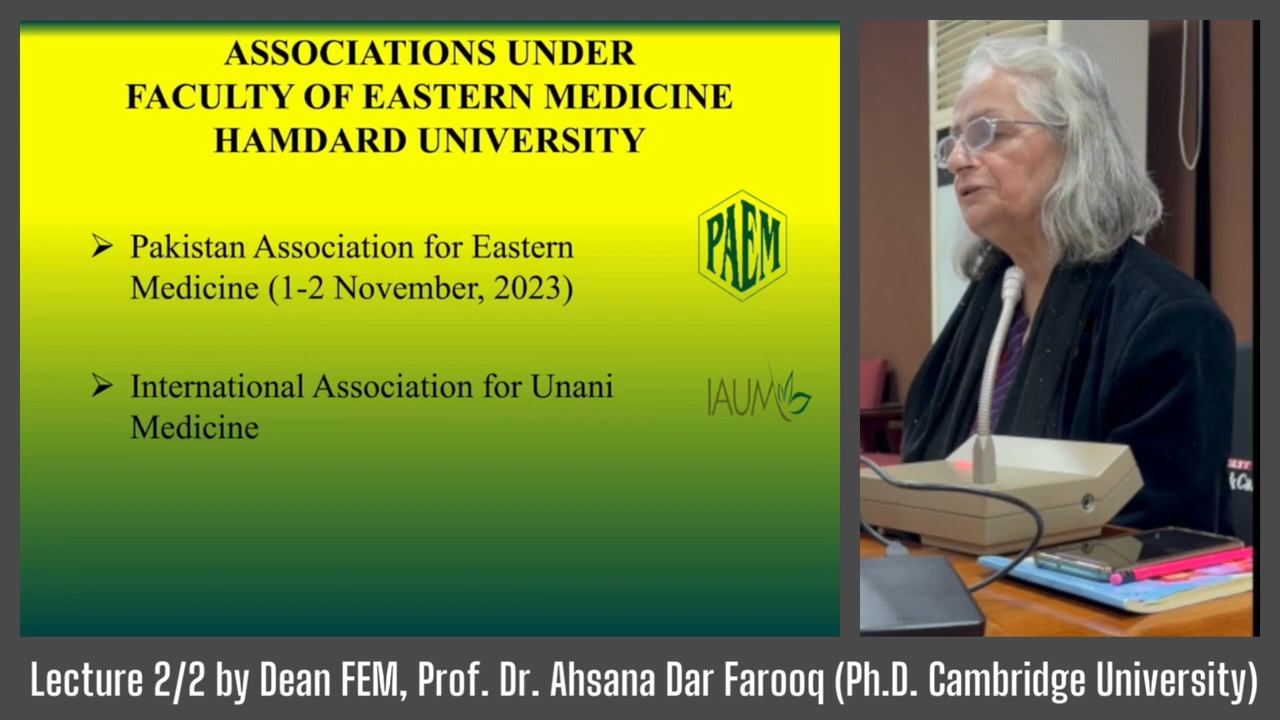 ASSOCIATIONS UNDER
FACULTY OF EASTERN MEDICINE
HAMDARD UNIVERSITY
➢ Pakistan Association for Eastern
Medicine (1-2 November, 2023)
PAEM
➢ International Association for Unani
Medicine
IAUM
Lecture 2/2 by Dean FEM, Prof. Dr. Ahsana Dar Farooq (Ph.D. Cambridge University)